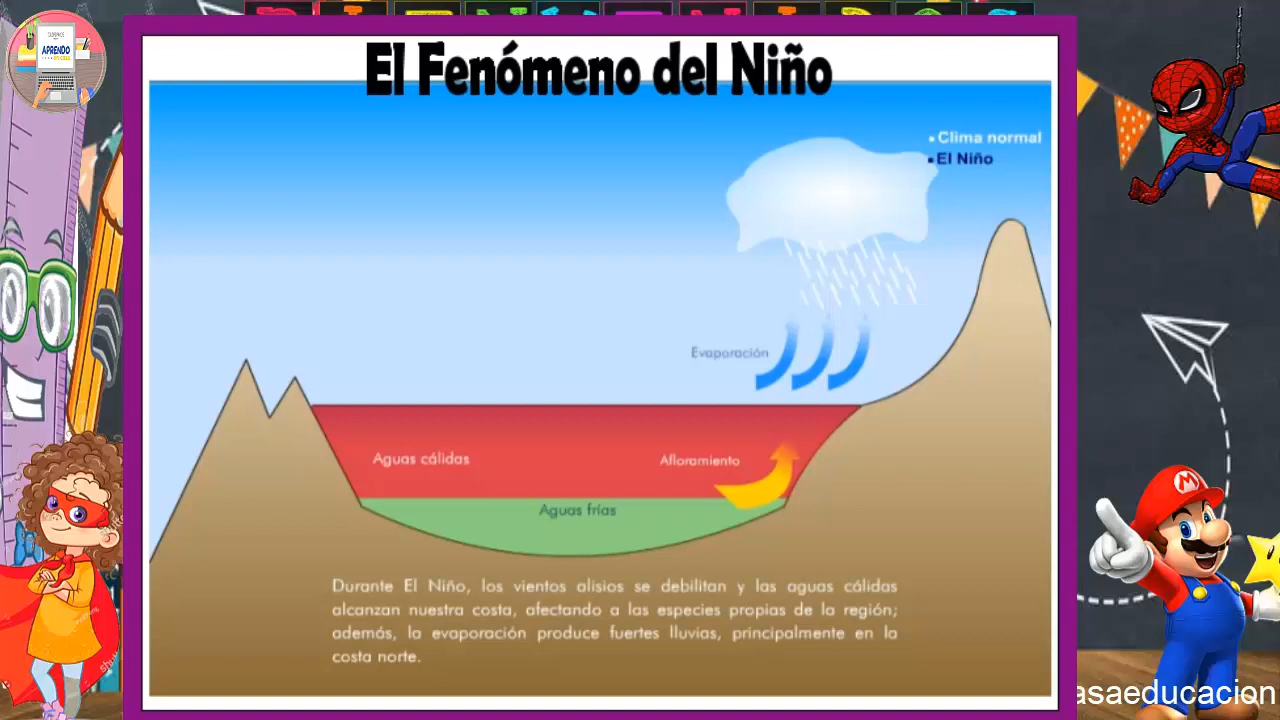 El Fenómeno del Niño
APRENDO
Clima normal
El Niño
Evaporación
Aguas cálidas
Afloramiento
Aguas frías
Durante El Niño, los vientos alisios se debilitan y las aguas cálidas
alcanzan nuestra costa, afectando a las especies propias de la región;
además, la evaporación produce fuertes lluvias, principalmente en la
costa norte.
M
asaeducacion